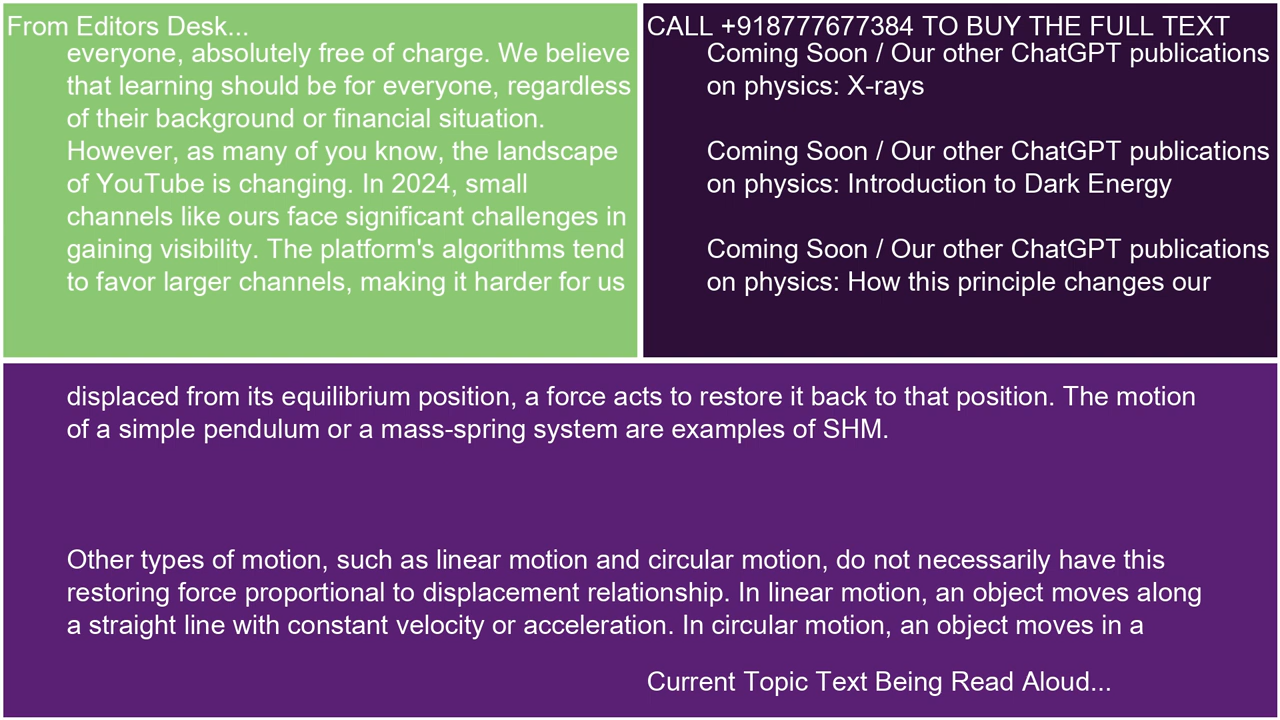 From Editors Desk...
everyone, absolutely free of charge. We believe
that learning should be for everyone, regardless
of their background or financial situation.
However, as many of you know, the landscape
of YouTube is changing. In 2024, small
channels like ours face significant challenges in
gaining visibility. The platform's algorithms tend
to favor larger channels, making it harder for us
CALL +918777677384 TO BUY THE FULL TEXT
Coming Soon / Our other ChatGPT publications
on physics: X-rays
Coming Soon / Our other ChatGPT publications
on physics: Introduction to Dark Energy
Coming Soon / Our other ChatGPT publications
on physics: How this principle changes our
displaced from its equilibrium position, a force acts to restore it back to that position. The motion
of a simple pendulum or a mass-spring system are examples of SHM.
Other types of motion, such as linear motion and circular motion, do not necessarily have this
restoring force proportional to displacement relationship. In linear motion, an object moves along
a straight line with constant velocity or acceleration. In circular motion, an object moves in a
Current Topic Text Being Read Aloud...